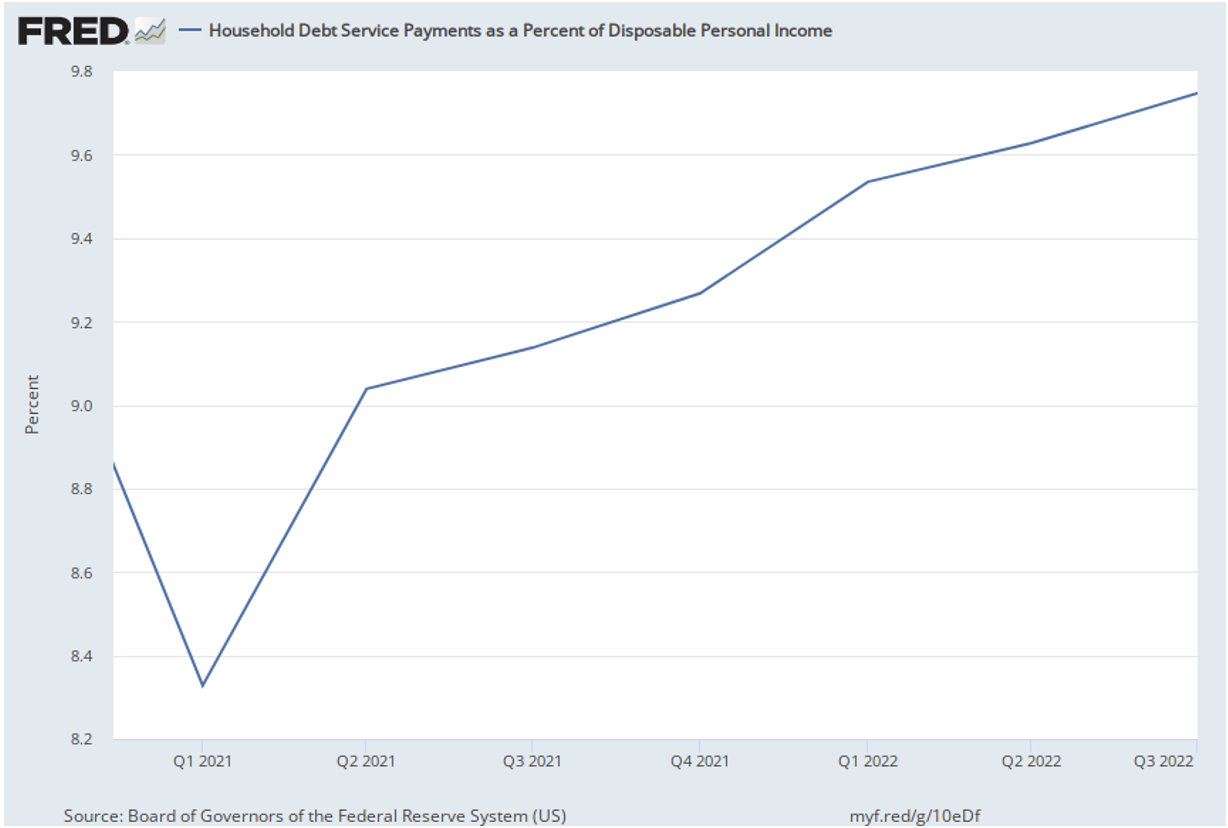 FRED
Household Debt Service Payments as a Percent of Disposable Personal Income
9.8
9.6
9.4
9.2
9.0
8.8
8.6
8.4
8.2
Percent
Q1 2021
Q2 2021
Q3 2021
Q4 2021
Q1 2022
Q2 2022
Q3 2022
Source: Board of Governors of the Federal Reserve System (US)
myf.red/g/10eDf